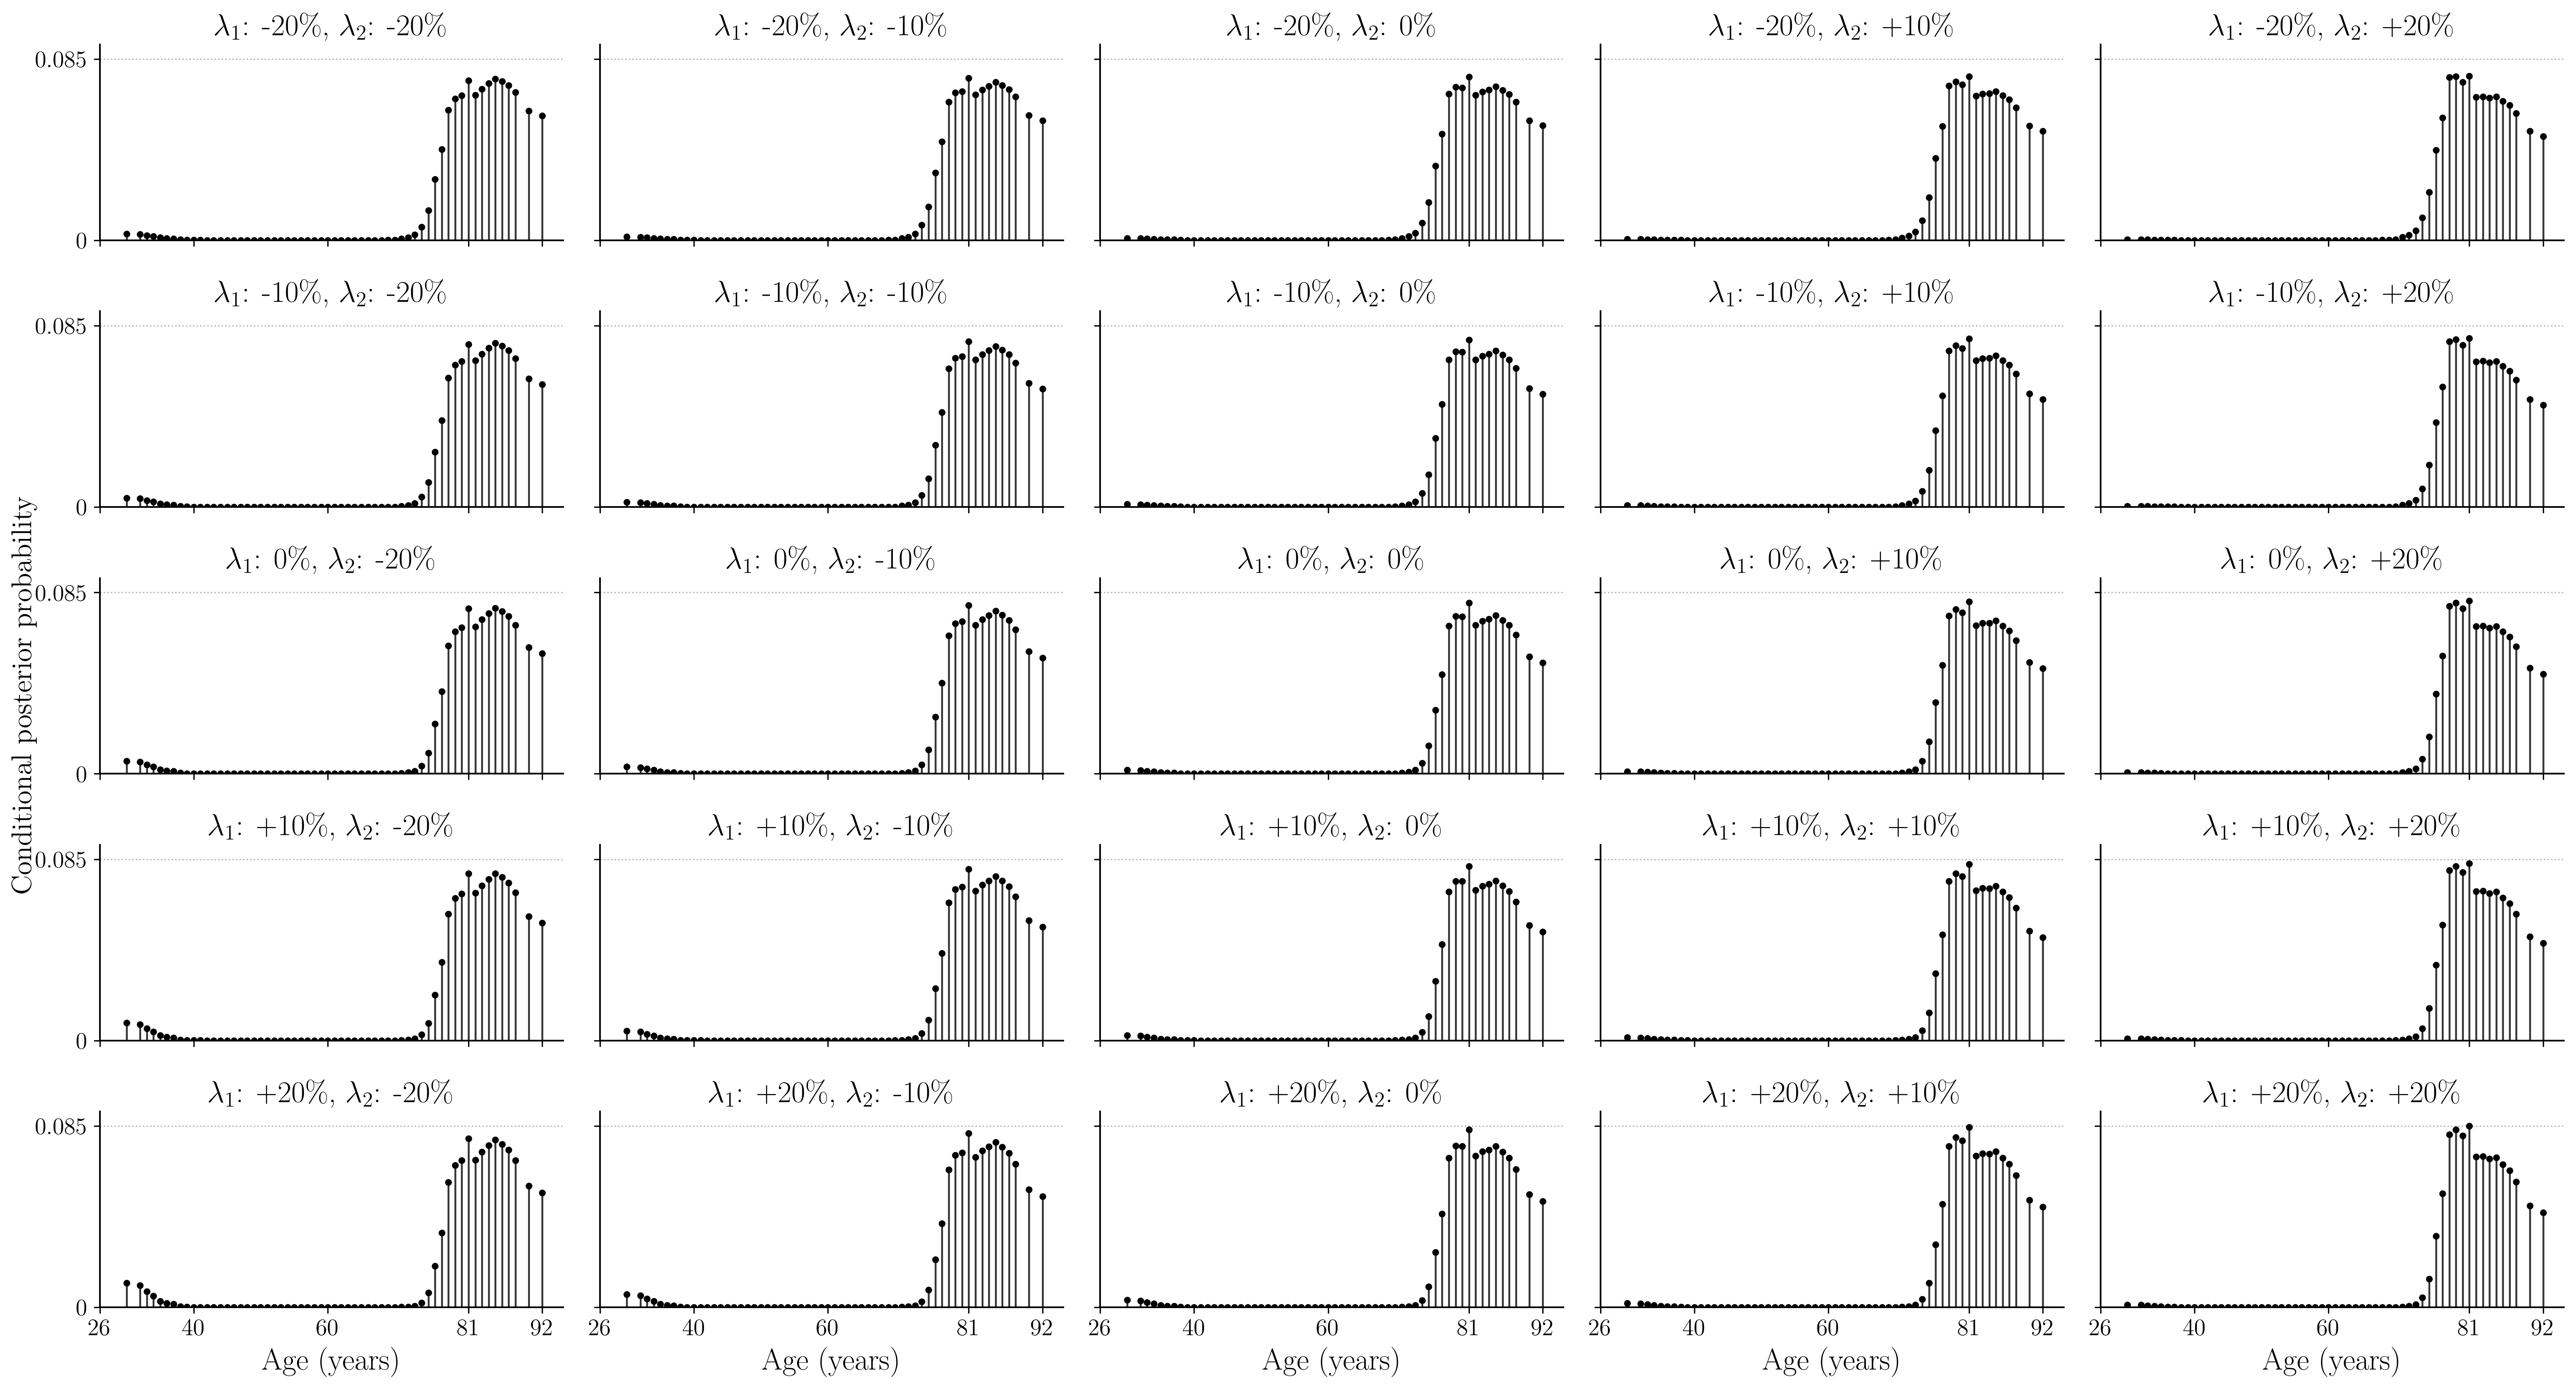 λ1: -20%, λ2: -20%
λ1: -20%, λ2: -10%
λ1: -20%, λ2: 0%
λ1: -20%, λ2: +10%
λ1: -20%, λ2: +20%
0.085
0
λ1: -10%, λ2: -20%
λ1: -10%, λ2: -10%
λ1: -10%, λ2: 0%
λ1: -10%, λ2: +10%
λ1: -10%, λ2: +20%
0.085
0
Conditional posterior probability
λ1: 0%, λ2: -20%
λ1: 0%, λ2: -10%
λ1: 0%, λ2: 0%
λ1: 0%, λ2: +10%
λ1: 0%, λ2: +20%
0.085
0
λ1: +10%, λ2: -20%
λ1: +10%, λ2: -10%
λ1: +10%, λ2: 0%
λ1: +10%, λ2: +10%
λ1: +10%, λ2: +20%
0.085
0
λ1: +20%, λ2: -20%
λ1: +20%, λ2: -10%
λ1: +20%, λ2: 0%
λ1: +20%, λ2: +10%
λ1: +20%, λ2: +20%
0.085
0
26 40 60 81 92
26 40 60 81 92
26 40 60 81 92
26 40 60 81 92
26 40 60 81 92
Age (years)
Age (years)
Age (years)
Age (years)
Age (years)